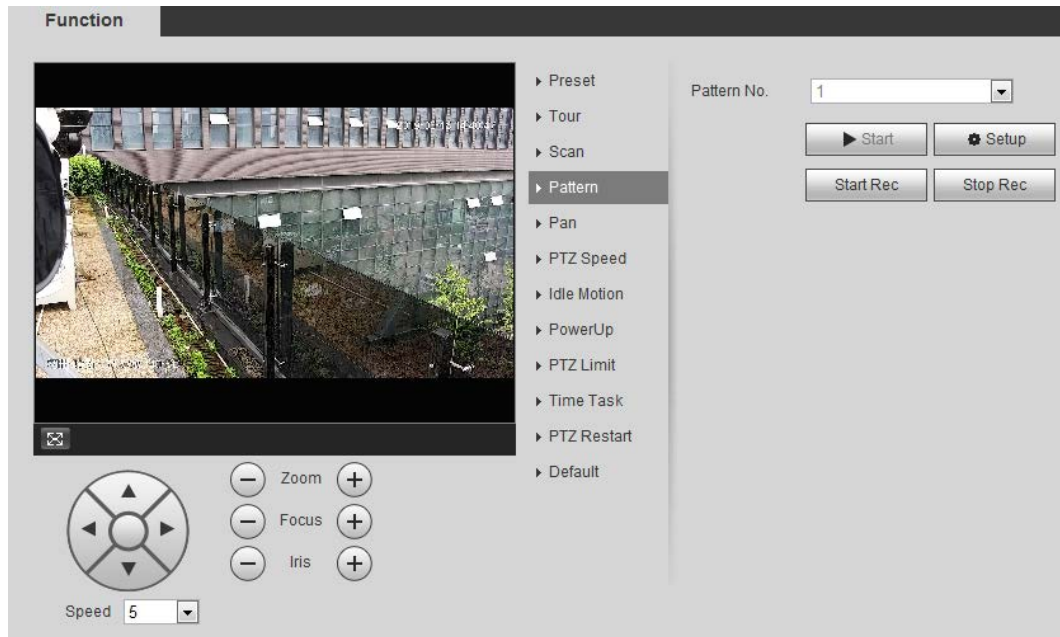 Function
Preset
Tour
Scan
Pattern
Pan
PTZ Speed
Idle Motion
PowerUp
PTZ Limit
Time Task
PTZ Restart
Default
Pattern No. 1
Start Setup
Start Rec Stop Rec
Zoom
Focus
Iris
Speed 5